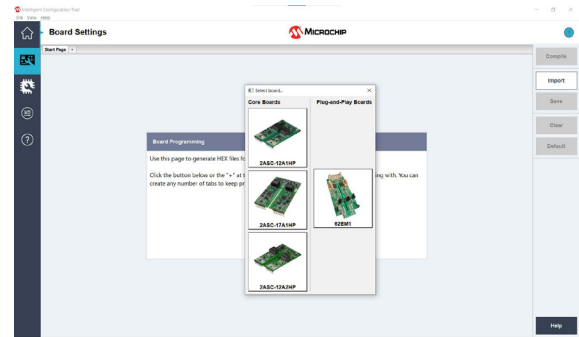 Intelligent Configuration Tool
File View Help
Board Settings
MICROCHIP
Start Page +
Compile
Import
Save
Clear
Default
Help
Select board...
Core Boards
Plug-and-Play Boards
2ASC-12A1HP
2ASC-17A1HP
62EM1
2ASC-12A2HP
Board Programming
Use this page to generate HEX files fo
Click the button below or the "+" at t
ing with. You can
create any number of tabs to keep pr
?